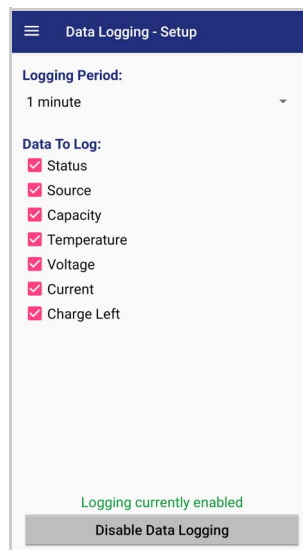 Data Logging - Setup
Logging Period:
1 minute
Data To Log:
Status
Source
Capacity
Temperature
Voltage
Current
Charge Left
Logging currently enabled
Disable Data Logging